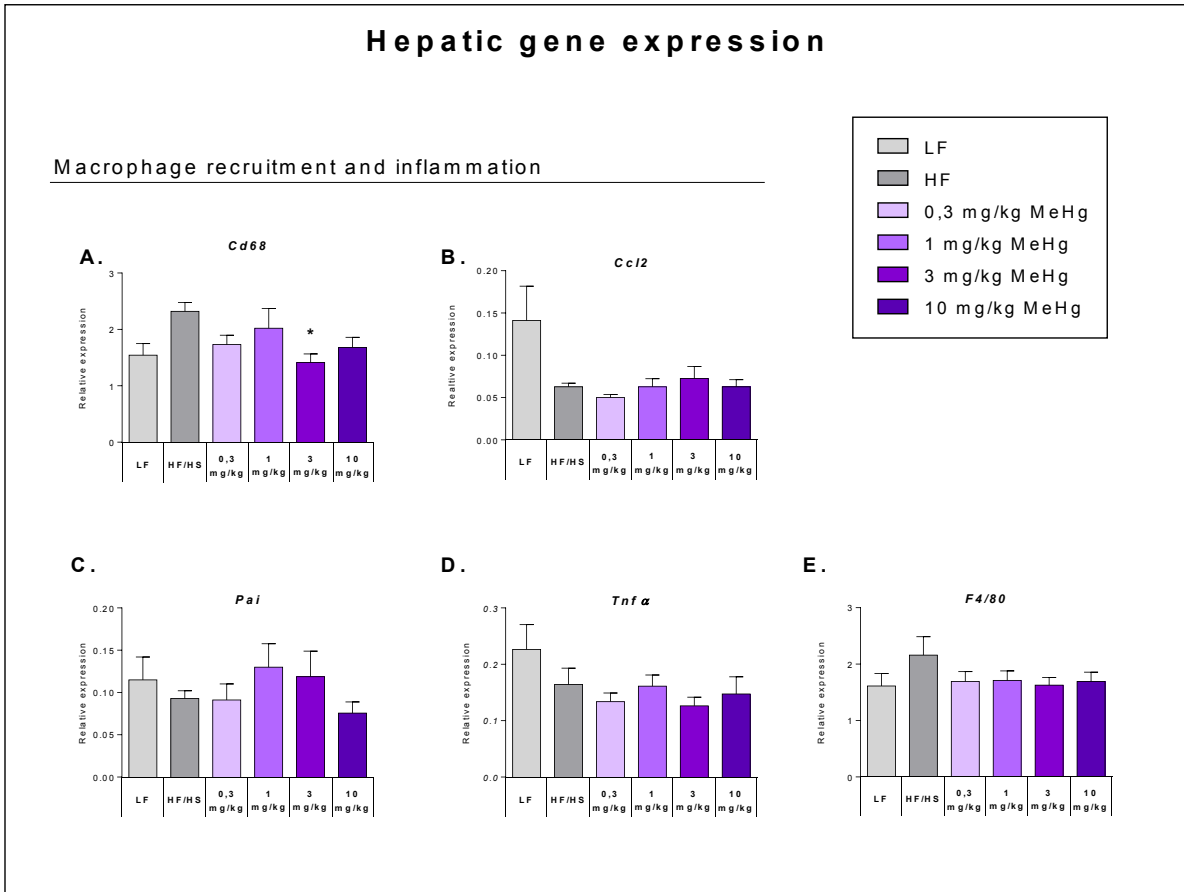 Hepatic gene expression
Macrophage recruitment and inflammation
LF
HF
0,3 mg/kg MeHg
1 mg/kg MeHg
3 mg/kg MeHg
10 mg/kg MeHg
A.
Cd68
Relative expression
3
2
1
0
*
LF
HF/HS
0,3
mg/kg
1
mg/kg
3
mg/kg
10
mg/kg
B.
Ccl2
Realtive expression
0.20
0.15
0.10
0.05
0.00
LF
HF/HS
0,3
mg/kg
1
mg/kg
3
mg/kg
10
mg/kg
C.
Pai
Relative expression
0.20
0.15
0.10
0.05
0.00
LF
HF/HS
0,3
mg/kg
1
mg/kg
3
mg/kg
10
mg/kg
D.
Tnf α
Relative expression
0.3
0.2
0.1
0.0
LF
HF/HS
0,3
mg/kg
1
mg/kg
3
mg/kg
10
mg/kg
E.
F4/80
Relative expression
3
2
1
0
LF
HF/HS
0,3
mg/kg
1
mg/kg
3
mg/kg
10
mg/kg